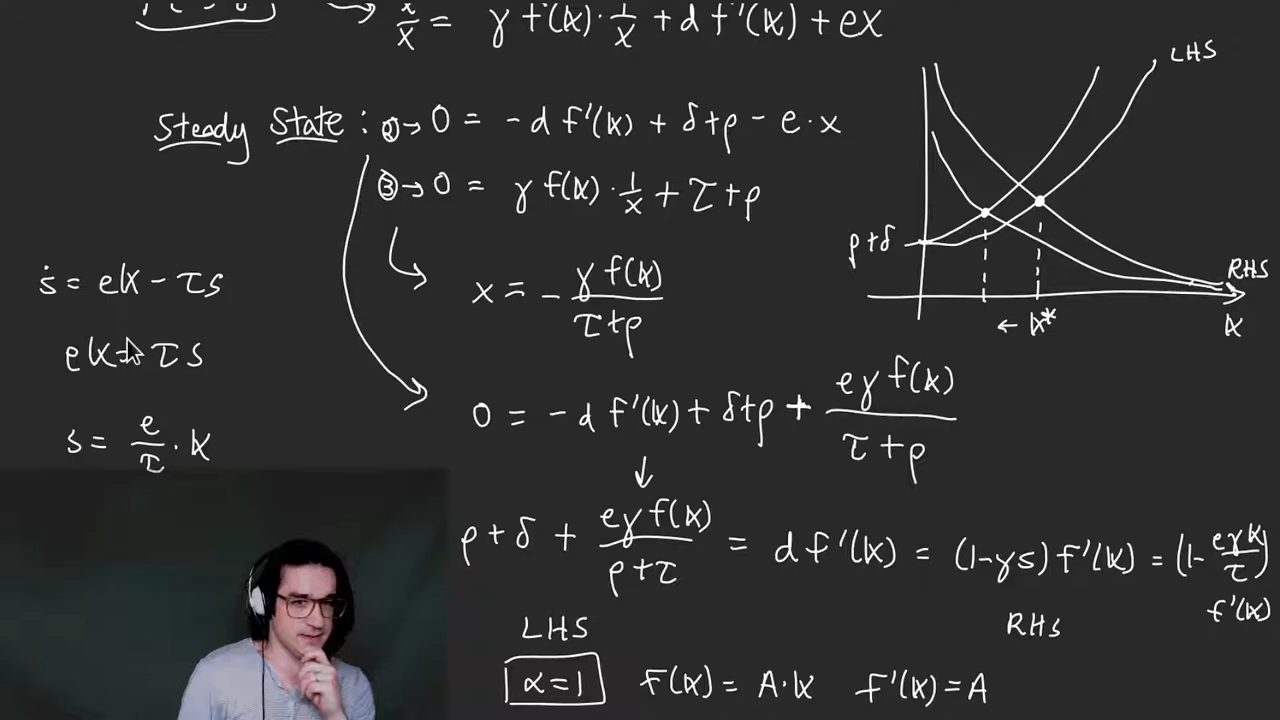 ẋ/x = γ f(k) · 1/x + d f'(k) + ex
Steady State : ① → 0 = - d f'(k) + δ + ρ - e · x
③ → 0 = γ f(k) · 1/x + τ + ρ
x = - γ f(k) / (τ + ρ)
0 = - d f'(k) + δ + ρ + eγ f(k) / (τ + ρ)
ρ + δ + eγ f(k) / (ρ + τ) = d f'(k) = (1 - γs) f'(k) = (1 - eγk/τ) f'(k)
LHS
RHS
α = 1
f(k) = A · k
f'(k) = A
ṡ = ek - τs
ek = τs
s = e/τ · k
LHS
ρ + δ
RHS
← k*
k